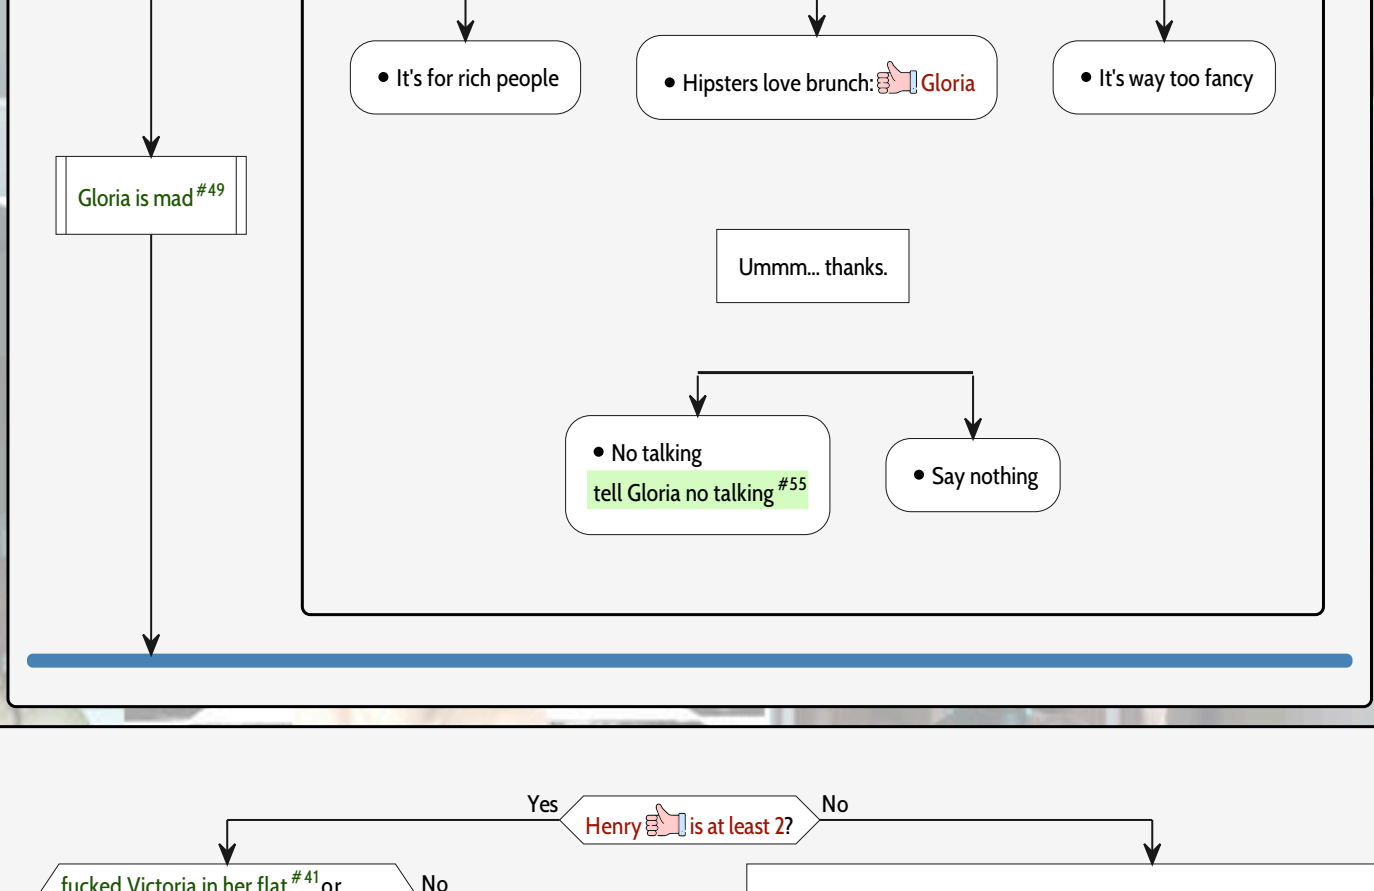 • It's for rich people
• Hipsters love brunch: Gloria
• It's way too fancy
Gloria is mad #49
Ummm... thanks.
• No talking
tell Gloria no talking #55
• Say nothing
Yes
Henry is at least 2?
No
fucked Victoria in her flat #41 or
No